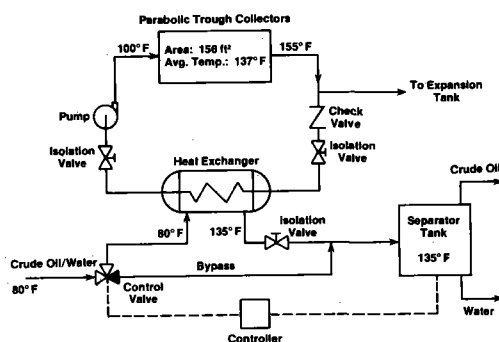 Parabolic Trough Collectors
100° F
Area: 156 ft²
Avg. Temp.: 137° F
155° F
To Expansion
Tank
Pump
Check
Valve
Isolation
Valve
Isolation
Valve
Heat Exchanger
Crude Oil
80° F
135° F
Isolation
Valve
Separator
Tank
135° F
Crude Oil/Water
80° F
Bypass
Control
Valve
Controller
Water